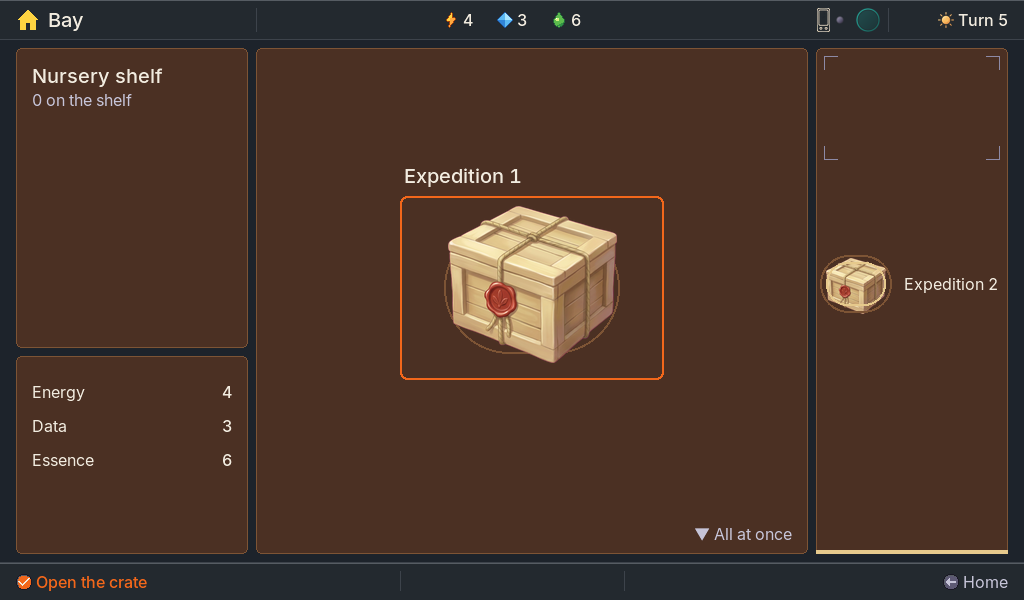 Bay
4
3
6
Turn 5
Nursery shelf
0 on the shelf
Energy 4
Data 3
Essence 6
Expedition 1
All at once
Expedition 2
Open the crate
Home